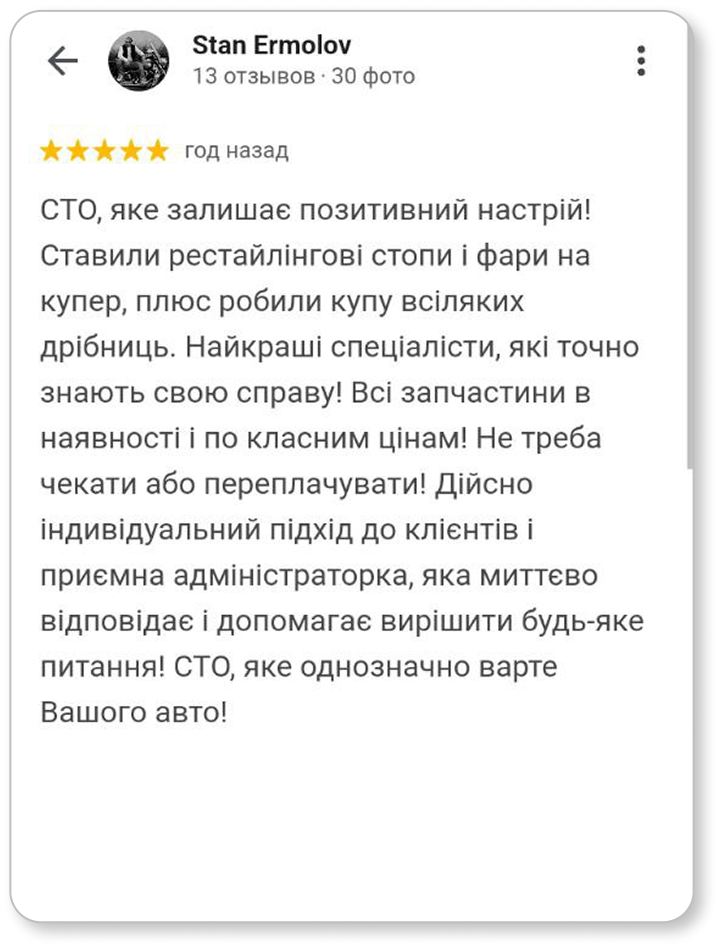 Stan Ermolov
13 отзывов · 30 фото
год назад
СТО, яке залишає позитивний настрій!
Ставили рестайлінгові стопи і фари на
купер, плюс робили купу всіляких
дрібниць. Найкращі спеціалісти, які точно
знають свою справу! Всі запчастини в
наявності і по класним цінам! Не треба
чекати або переплачувати! Дійсно
індивідуальний підхід до клієнтів і
приємна адміністраторка, яка миттєво
відповідає і допомагає вирішити будь-яке
питання! СТО, яке однозначно варте
Вашого авто!